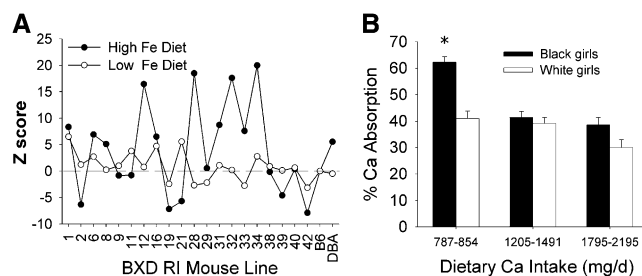 A
B
High Fe Diet
Low Fe Diet
Z score
25
20
15
10
5
0
-5
-10
1 2 6 8 9 11 12 16 19 21 28 29 31 32 33 34 38 39 40 42 B6 DBA
BXD RI Mouse Line
% Ca Absorption
70
60
50
40
30
20
10
0
*
Black girls
White girls
787-854 1205-1491 1795-2195
Dietary Ca Intake (mg/d)